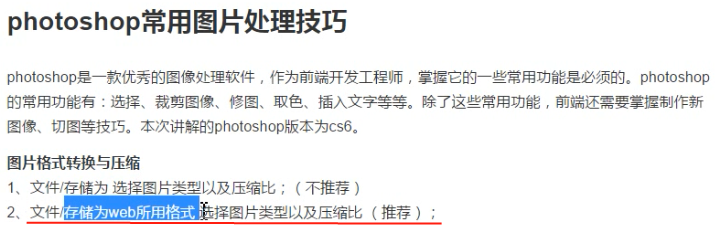 photoshop常用图片处理技巧
photoshop是一款优秀的图像处理软件，作为前端开发工程师，掌握它的一些常用功能是必须的。photoshop
的常用功能有：选择、裁剪图像、修图、取色、插入文字等等。除了这些常用功能，前端还需要掌握制作新
图像、切图等技巧。本次讲解的photoshop版本为cs6。
图片格式转换与压缩
1、文件/存储为 选择图片类型以及压缩比；（不推荐）
2、文件/存储为web所用格式 选择图片类型以及压缩比（推荐）；